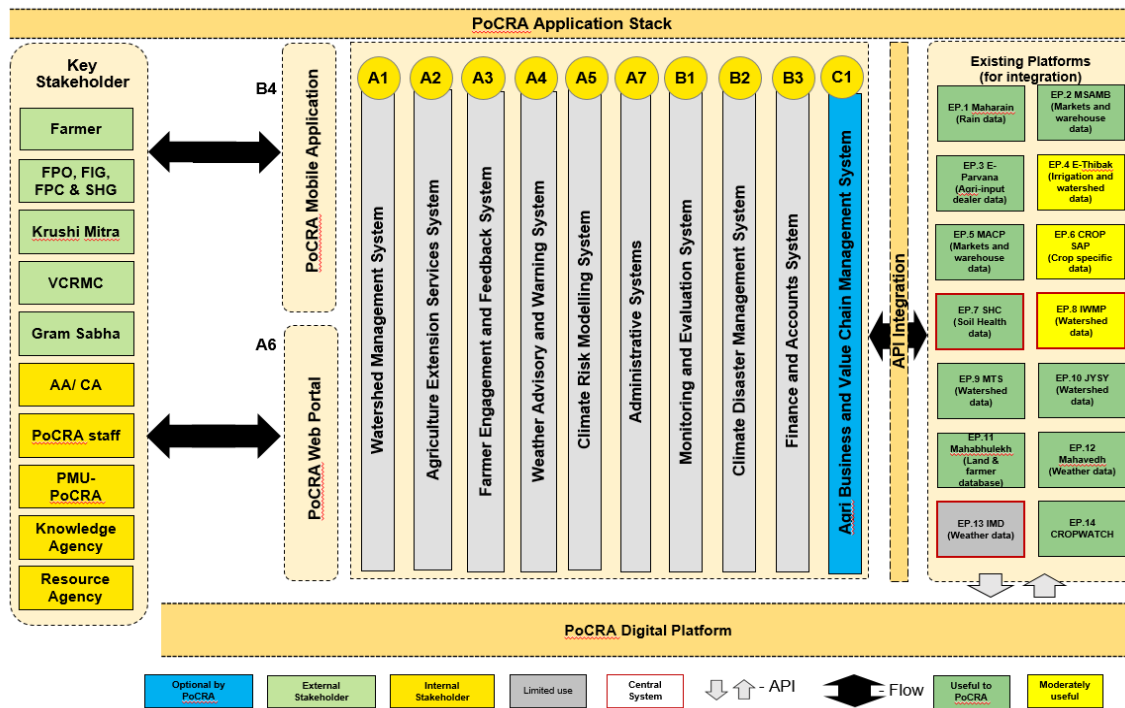 PoCRA Application Stack
Key
Stakeholder
Farmer
FPO, FIG,
FPC & SHG
Krushi Mitra
VCRMC
Gram Sabha
AA/ CA
PoCRA staff
PMU-
PoCRA
Knowledge
Agency
Resource
Agency
B4
PoCRA Mobile Application
A6
PoCRA Web Portal
A1
Watershed Management System
A2
Agriculture Extension Services System
A3
Farmer Engagement and Feedback System
A4
Weather Advisory and Warning System
A5
Climate Risk Modelling System
A7
Administrative Systems
B1
Monitoring and Evaluation System
B2
Climate Disaster Management System
B3
Finance and Accounts System
C1
Agri Business and Value Chain Management System
API Integration
Existing Platforms
(for integration)
EP.1 Maharain
(Rain data)
EP.2 MSAMB
(Markets and
warehouse
data)
EP.3 E-
Parvana
(Agri-input
dealer data)
EP.4 E-Thibak
(Irrigation and
watershed
data)
EP.5 MACP
(Markets and
warehouse
data)
EP.6 CROP
SAP
(Crop specific
data)
EP.7 SHC
(Soil Health
data)
EP.8 IWMP
(Watershed
data)
EP.9 MTS
(Watershed
data)
EP.10 JYSY
(Watershed
data)
EP.11
Mahabhulekh
(Land &
farmer
database)
EP.12
Mahavedh
(Weather data)
EP.13 IMD
(Weather data)
EP.14
CROPWATCH
PoCRA Digital Platform
Optional by
PoCRA
External
Stakeholder
Internal
Stakeholder
Limited use
Central
System
- API
- Flow
Useful to
PoCRA
Moderately
useful